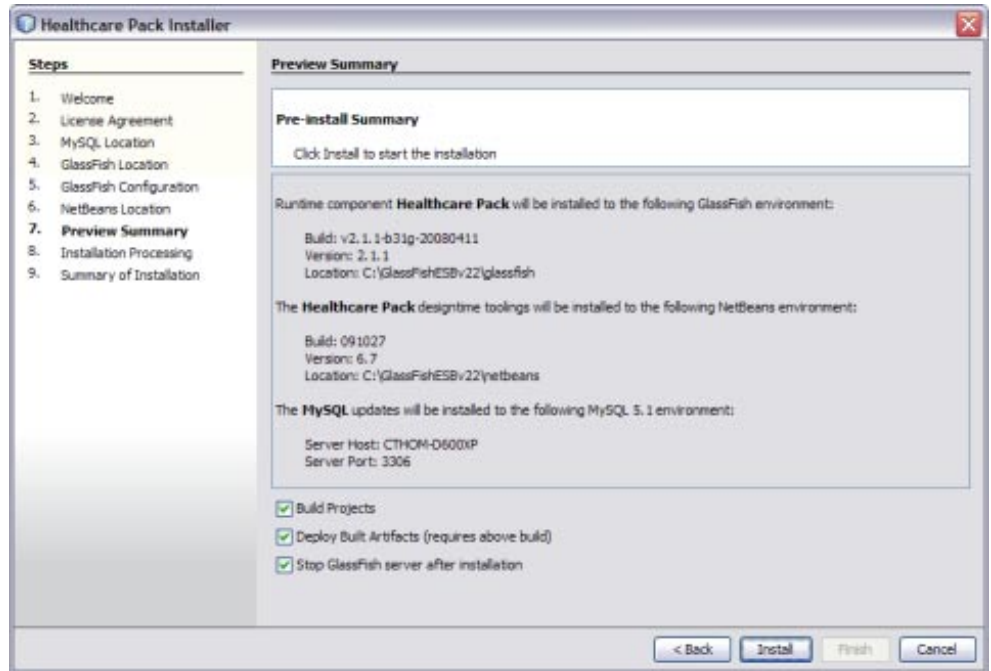 Healthcare Pack Installer
Steps
1. Welcome
2. License Agreement
3. MySQL Location
4. GlassFish Location
5. GlassFish Configuration
6. NetBeans Location
7. Preview Summary
8. Installation Processing
9. Summary of Installation
Preview Summary
Pre-install Summary
Click Install to start the installation
Runtime component Healthcare Pack will be installed to the following GlassFish environment:
Build: v2.1.1-b31g-20080411
Version: 2.1.1
Location: C:\GlassFishESBv22\glassfish
The Healthcare Pack designtime toolings will be installed to the following NetBeans environment:
Build: 091027
Version: 6.7
Location: C:\GlassFishESBv22\netbeans
The MySQL updates will be installed to the following MySQL 5.1 environment:
Server Host: CTHOM-D600XP
Server Port: 3306
Build Projects
Deploy Built Artifacts (requires above build)
Stop GlassFish server after installation
< Back Install Finish Cancel